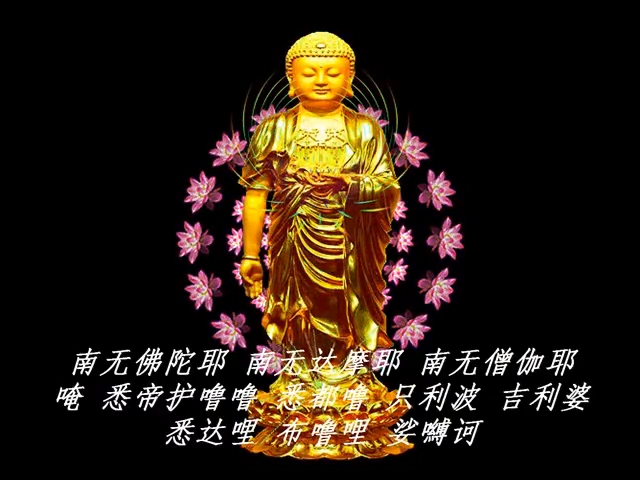 南无佛陀耶 南无达摩耶 南无僧伽耶
唵 悉帝护噜噜 悉都噜 只利波 吉利婆
悉达哩 布噜哩 娑嚩诃